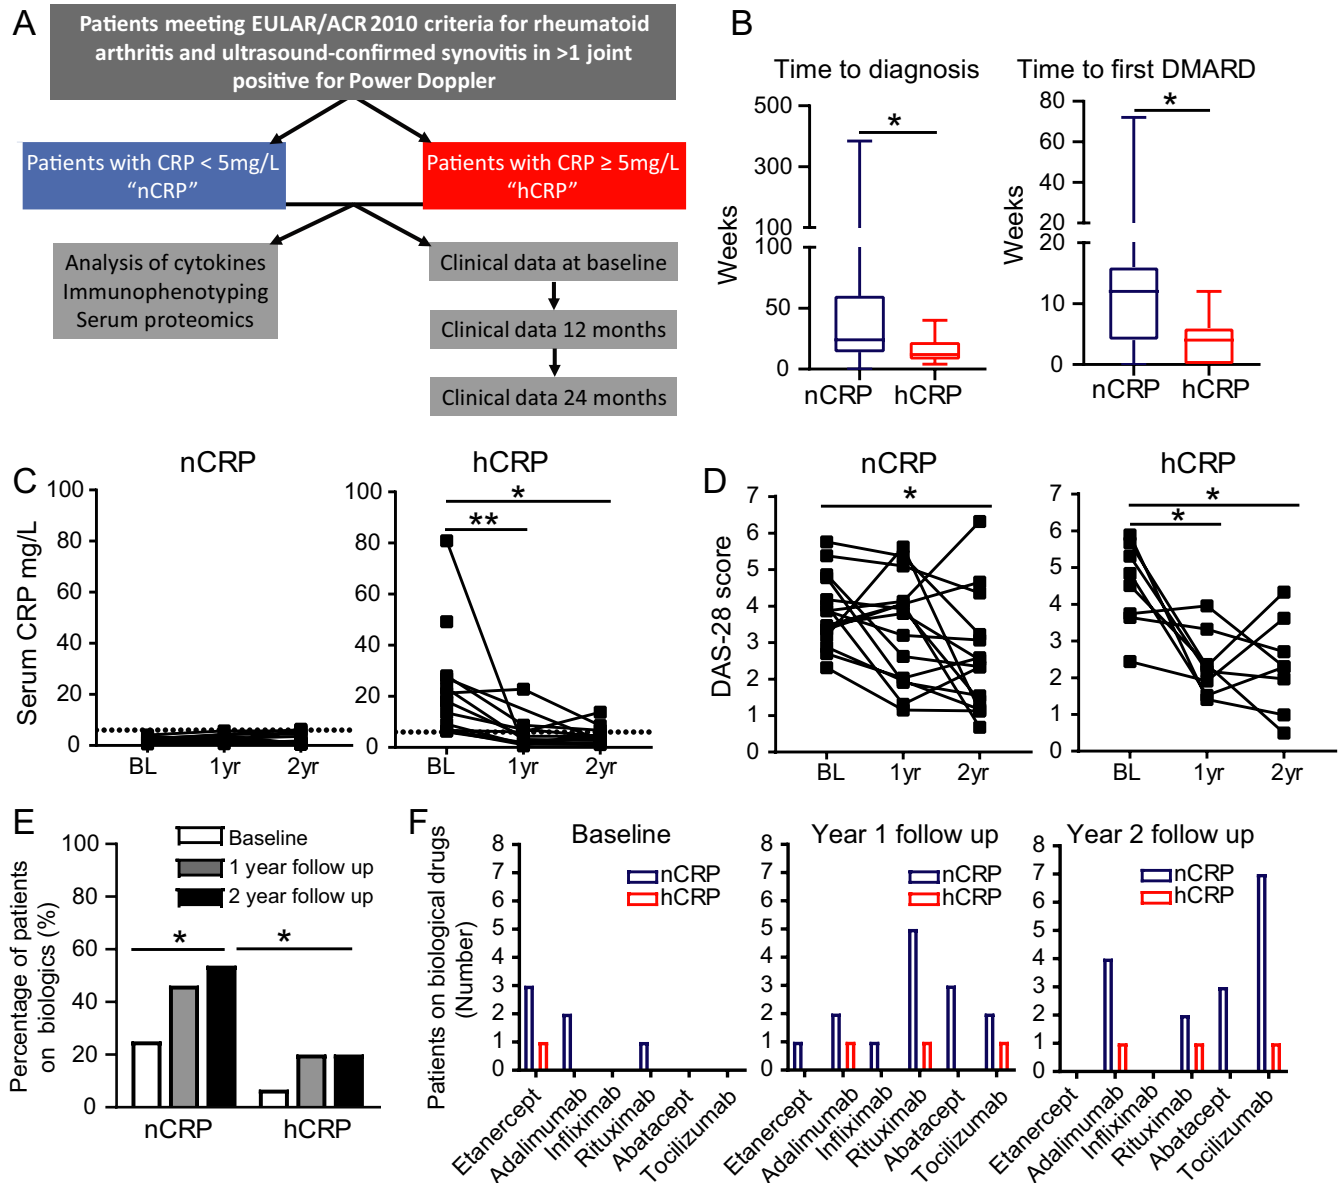 A
Patients meeting EULAR/ACR 2010 criteria for rheumatoid
arthritis and ultrasound-confirmed synovitis in >1 joint
positive for Power Doppler
Patients with CRP < 5mg/L
“nCRP”
Patients with CRP ≥ 5mg/L
“hCRP”
Analysis of cytokines
Immunophenotyping
Serum proteomics
Clinical data at baseline
Clinical data 12 months
Clinical data 24 months
B
Time to diagnosis
Weeks
500
300
100
100
50
0
*
nCRP hCRP
Time to first DMARD
Weeks
80
60
40
20
20
10
0
*
nCRP hCRP
C
nCRP
Serum CRP mg/L
100
80
60
40
20
0
BL 1yr 2yr
hCRP
100
80
60
40
20
0
*
**
BL 1yr 2yr
D
nCRP
DAS-28 score
7
6
5
4
3
2
1
0
*
BL 1yr 2yr
hCRP
7
6
5
4
3
2
1
0
*
*
BL 1yr 2yr
E
Percentage of patients
on biologics (%)
100
80
60
40
20
0
Baseline
1 year follow up
2 year follow up
*
*
nCRP hCRP
F
Patients on biological drugs
(Number)
Baseline
8
7
6
5
4
3
2
1
0
nCRP
hCRP
Etanercept
Adalimumab
Infliximab
Rituximab
Abatacept
Tocilizumab
Year 1 follow up
8
7
6
5
4
3
2
1
0
nCRP
hCRP
Etanercept
Adalimumab
Infliximab
Rituximab
Abatacept
Tocilizumab
Year 2 follow up
8
7
6
5
4
3
2
1
0
nCRP
hCRP
Etanercept
Adalimumab
Infliximab
Rituximab
Abatacept
Tocilizumab